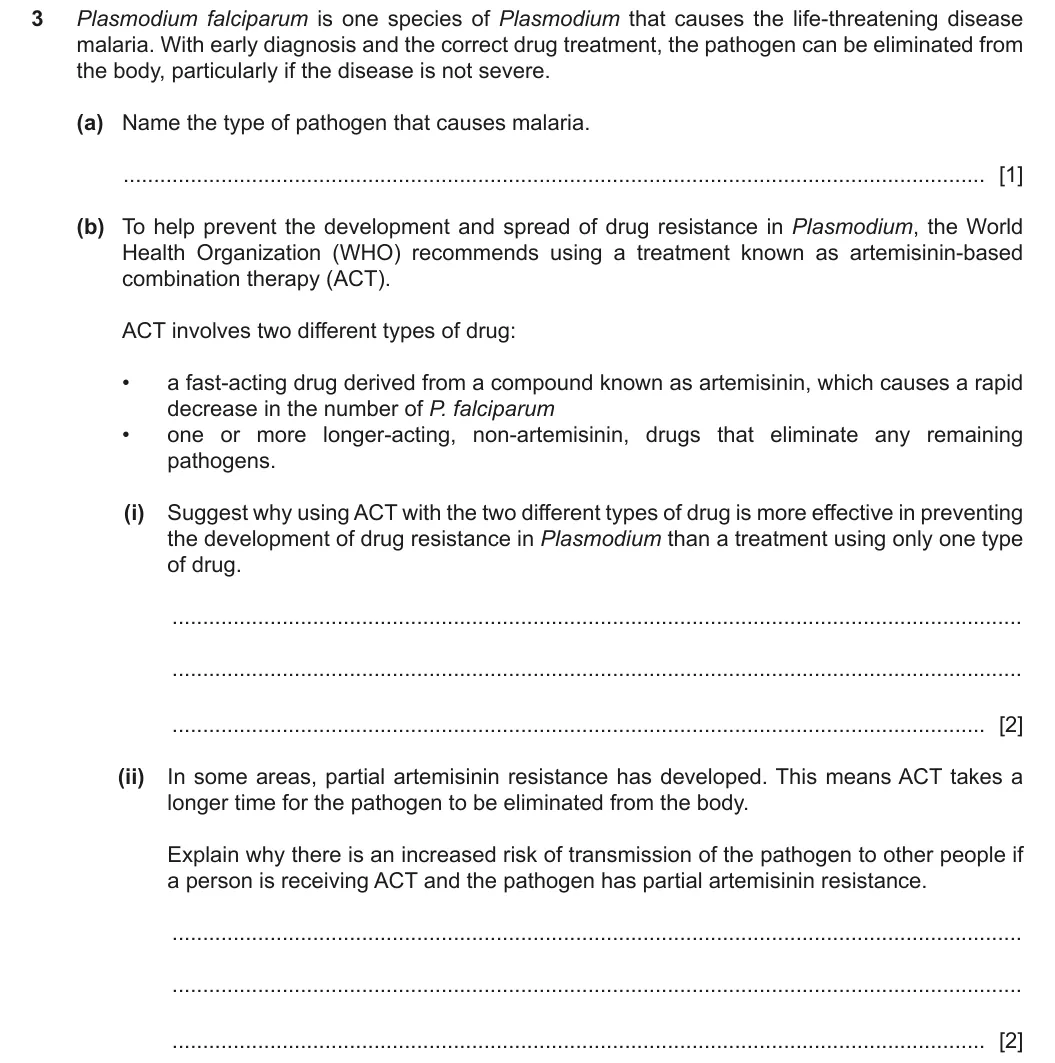 3 Plasmodium falciparum is one species of Plasmodium that causes the life-threatening disease
malaria. With early diagnosis and the correct drug treatment, the pathogen can be eliminated from
the body, particularly if the disease is not severe.
(a) Name the type of pathogen that causes malaria.
.............................................................................................................................................. [1]
(b) To help prevent the development and spread of drug resistance in Plasmodium, the World
Health Organization (WHO) recommends using a treatment known as artemisinin-based
combination therapy (ACT).
ACT involves two different types of drug:
• a fast-acting drug derived from a compound known as artemisinin, which causes a rapid
decrease in the number of P. falciparum
• one or more longer-acting, non-artemisinin, drugs that eliminate any remaining
pathogens.
(i) Suggest why using ACT with the two different types of drug is more effective in preventing
the development of drug resistance in Plasmodium than a treatment using only one type
of drug.
............................................................................................................................................
............................................................................................................................................
...................................................................................................................................... [2]
(ii) In some areas, partial artemisinin resistance has developed. This means ACT takes a
longer time for the pathogen to be eliminated from the body.
Explain why there is an increased risk of transmission of the pathogen to other people if
a person is receiving ACT and the pathogen has partial artemisinin resistance.
............................................................................................................................................
............................................................................................................................................
...................................................................................................................................... [2]